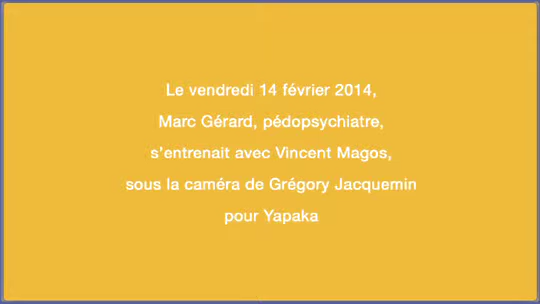 Le vendredi 14 février 2014,
Marc Gérard, pédopsychiatre,
s'entrenait avec Vincent Magos,
sous la caméra de Grégory Jacquemin
pour Yapaka